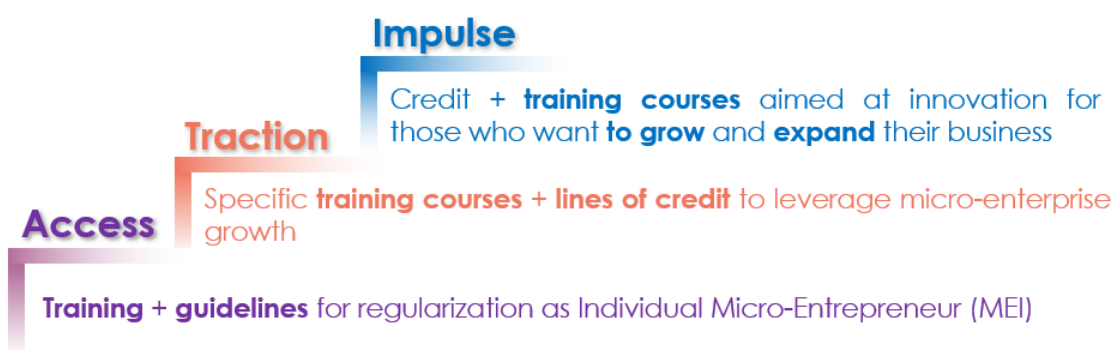 Impulse
Credit + training courses aimed at innovation for
those who want to grow and expand their business
Traction
Specific training courses + lines of credit to leverage micro-enterprise
growth
Access
Training + guidelines for regularization as Individual Micro-Entrepreneur (MEI)